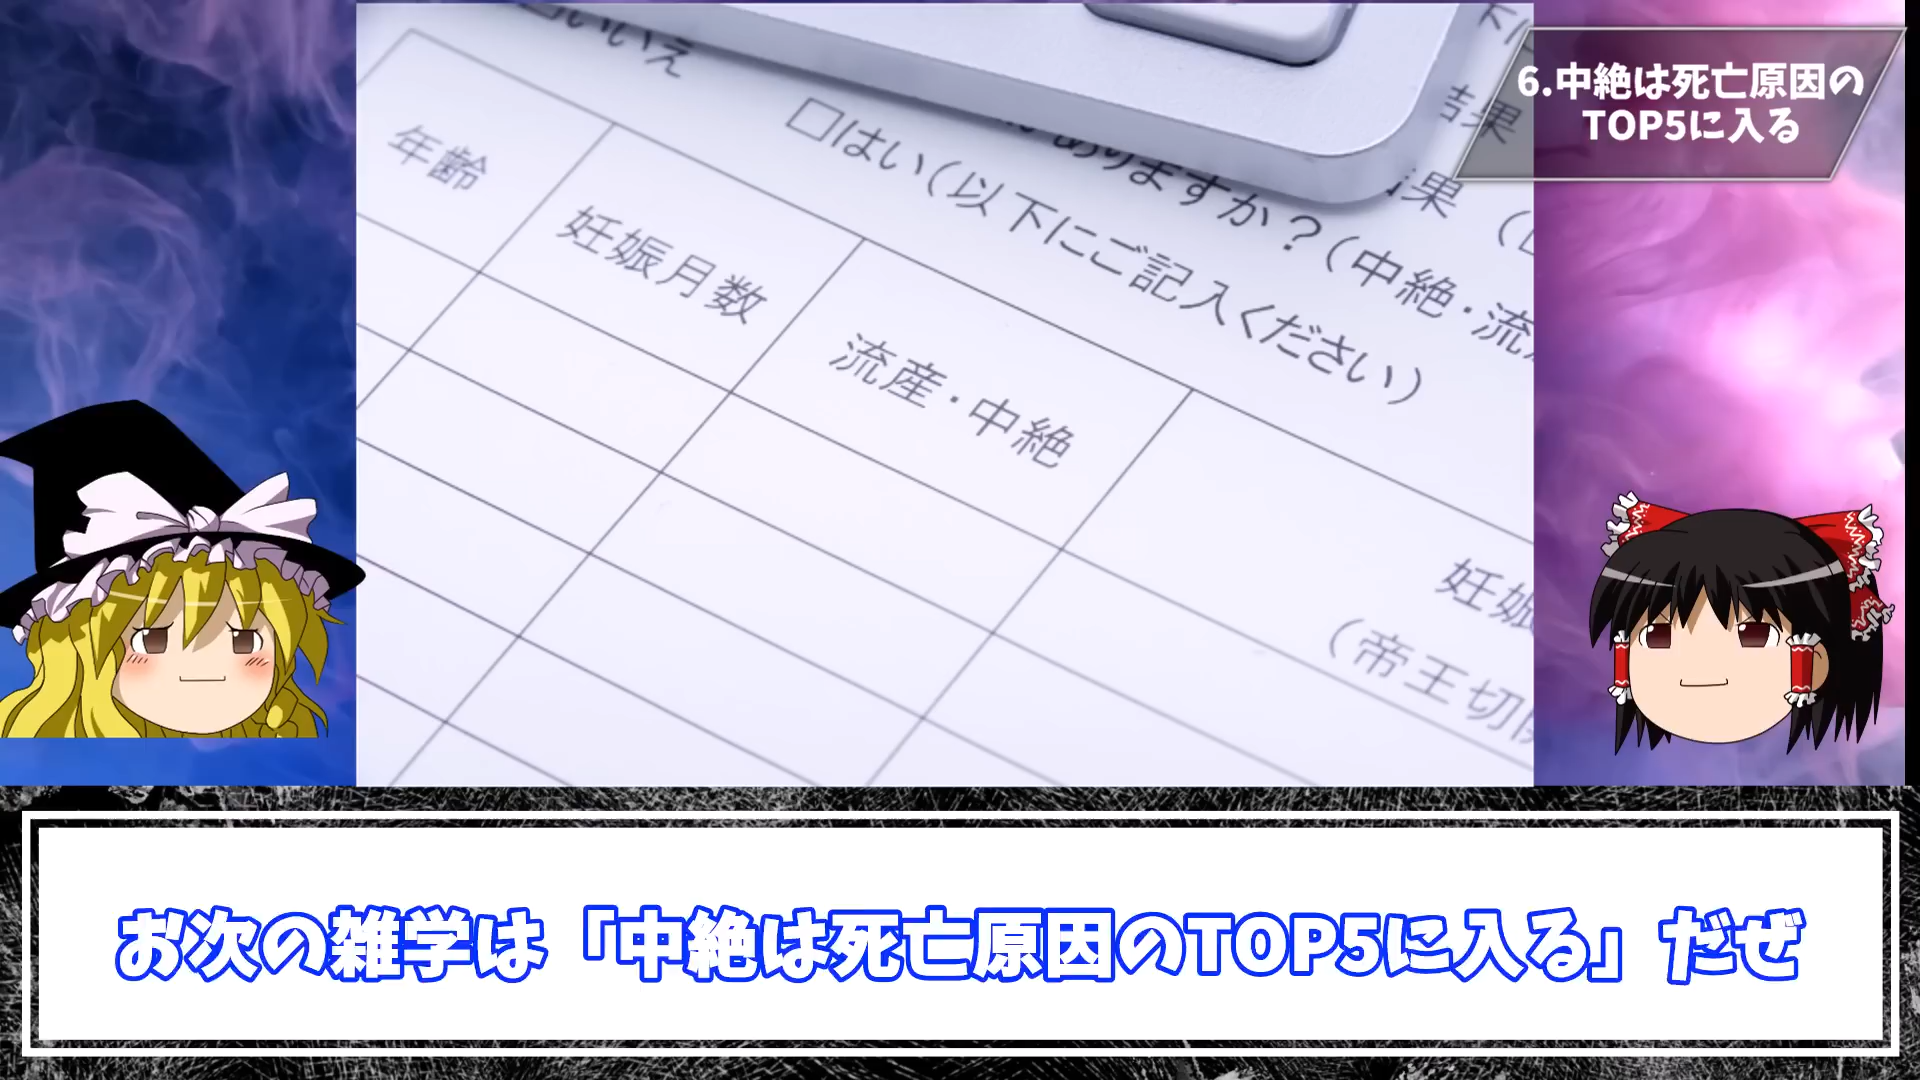 6.中絶は死亡原因の
TOP5に入る
いいえ
□はい(以下にご記入ください)
ありますか?(中絶・流
結果
果
年齢
妊娠月数
流産・中絶
妊娠
(帝王切
お次の雑学は「中絶は死亡原因のTOP5に入る」だぜ